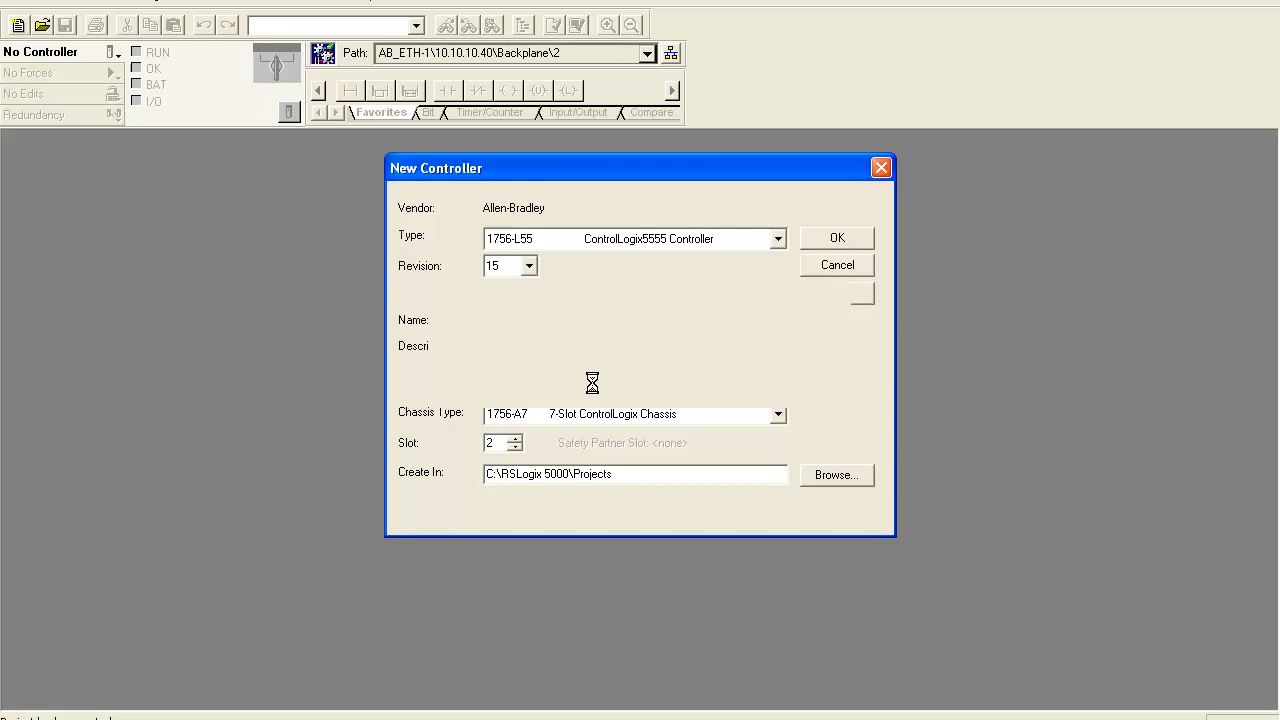 No Controller
RUN
Path: AB_ETH-1\10.10.10.40\Backplane\2
No Forces
OK
No Edits
BAT
I/O
Redundancy
Favorites Bit Timer/Counter Input/Output Compare
New Controller
Vendor: Allen-Bradley
Type: 1756-L55 ControlLogix5555 Controller OK
Revision: 15 Cancel
Name:
Descri
Chassis Type: 1756-A7 7-Slot ControlLogix Chassis
Slot: 2 Safety Partner Slot: <none>
Create In: C:\RSLogix 5000\Projects Browse...